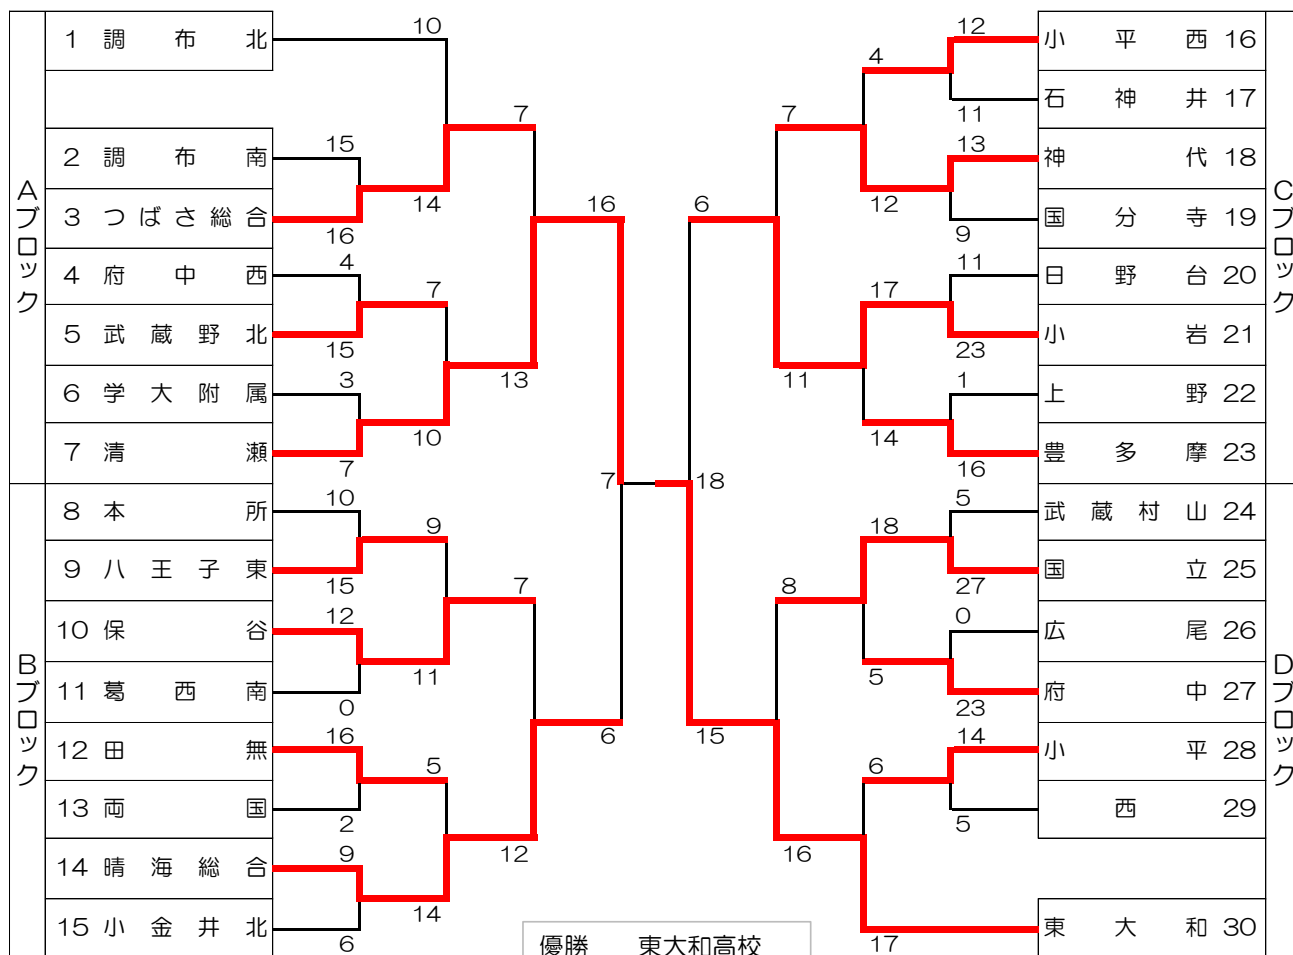 Aブロック
1 調布北
2 調布南
3 つばさ総合
4 府中西
5 武蔵野北
6 学大附属
7 清瀬
Bブロック
8 本所
9 八王子東
10 保谷
11 葛西南
12 田無
13 両国
14 晴海総合
15 小金井北
10
15
16
4
15
3
7
10
15
12
0
16
2
9
6
14
7
10
9
11
5
14
7
13
7
12
16
6
7
18
6
15
7
11
8
16
4
12
17
14
18
5
6
17
12
11
13
9
11
23
1
16
5
27
0
23
14
5
Cブロック
小平西 16
石神井 17
神代 18
国分寺 19
日野台 20
小岩 21
上野 22
豊多摩 23
Dブロック
武蔵村山 24
国立 25
広尾 26
府中 27
小平 28
西 29
東大和 30
優勝 東大和高校